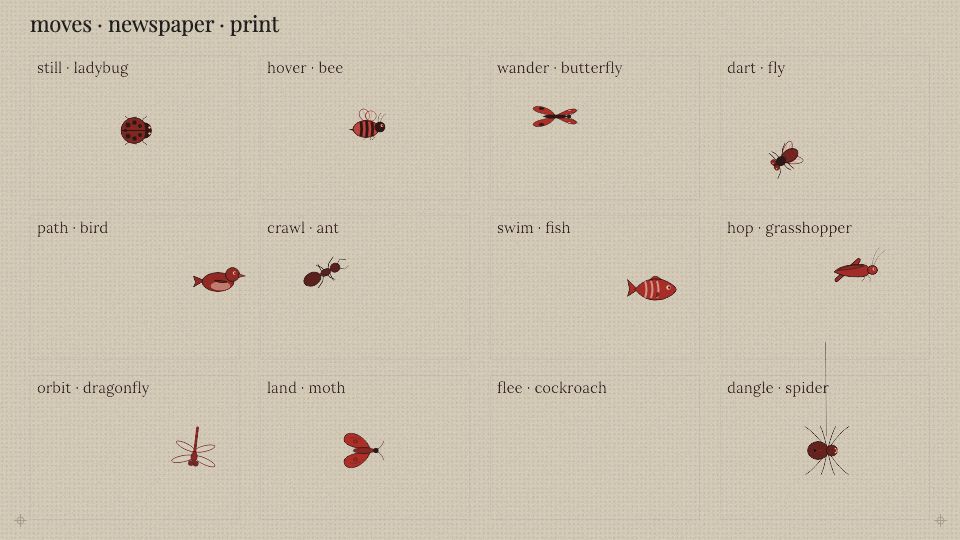 moves · newspaper · print
still · ladybug
hover · bee
wander · butterfly
dart · fly
path · bird
crawl · ant
swim · fish
hop · grasshopper
orbit · dragonfly
land · moth
flee · cockroach
dangle · spider